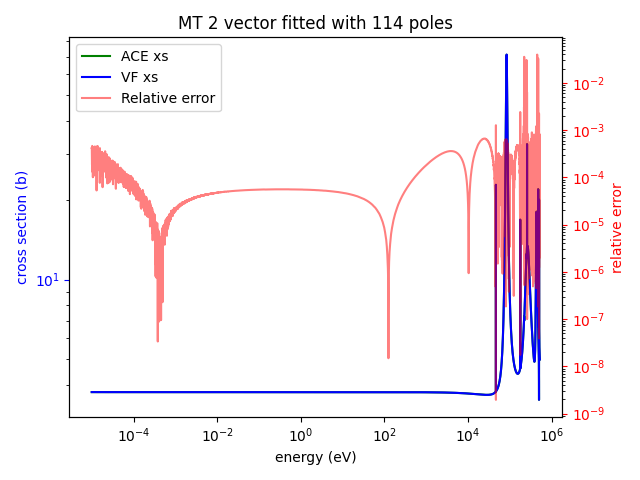 MT 2 vector fitted with 114 poles
ACE xs
VF xs
Relative error
cross section (b)
10¹
10⁻²
10⁻³
10⁻⁴
10⁻⁵
10⁻⁶
10⁻⁷
10⁻⁸
10⁻⁹
relative error
10⁻⁴ 10⁻² 10⁰ 10² 10⁴ 10⁶
energy (eV)